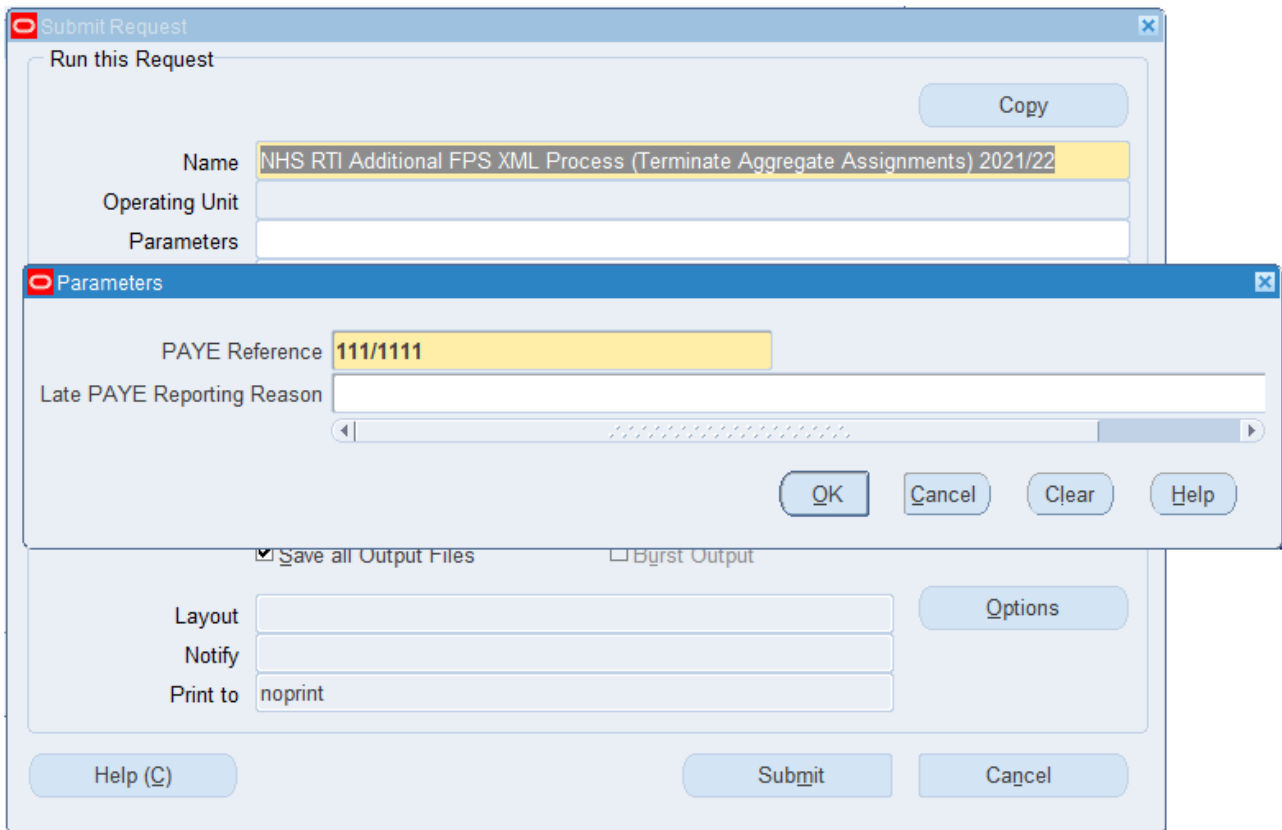 Submit Request
Run this Request
Copy
Name NHS RTI Additional FPS XML Process (Terminate Aggregate Assignments) 2021/22
Operating Unit
Parameters
Parameters
PAYE Reference 111/1111
Late PAYE Reporting Reason
OK Cancel Clear Help
Save all Output Files Burst Output
Layout Options
Notify
Print to noprint
Help (C) Submit Cancel